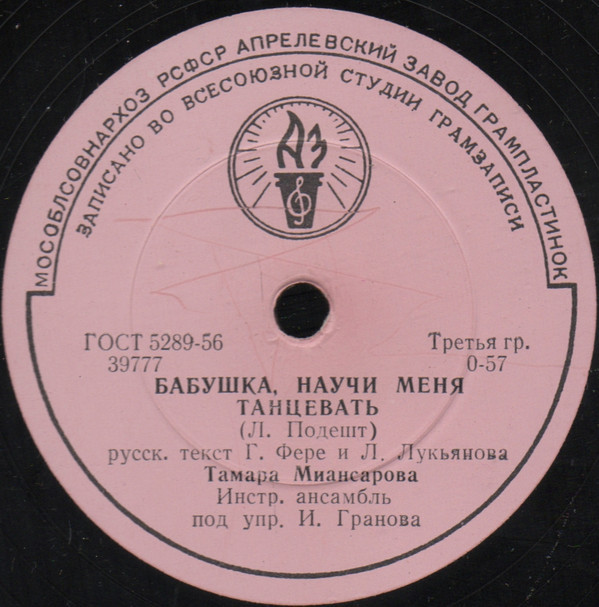 МОСОБЛСОВНАРХОЗ РСФСР АПРЕЛЕВСКИЙ ЗАВОД ГРАМПЛАСТИНОК
ЗАПИСАНО ВО ВСЕСОЮЗНОЙ СТУДИИ ГРАМЗАПИСИ
АЗ
ГОСТ 5289-56 Третья гр.
39777 0-57
БАБУШКА, НАУЧИ МЕНЯ
ТАНЦЕВАТЬ
(Л. Подешт)
русск. текст Г. Фере и Л. Лукьянова
Тамара Миансарова
Инстр. ансамбль
под упр. И. Гранова